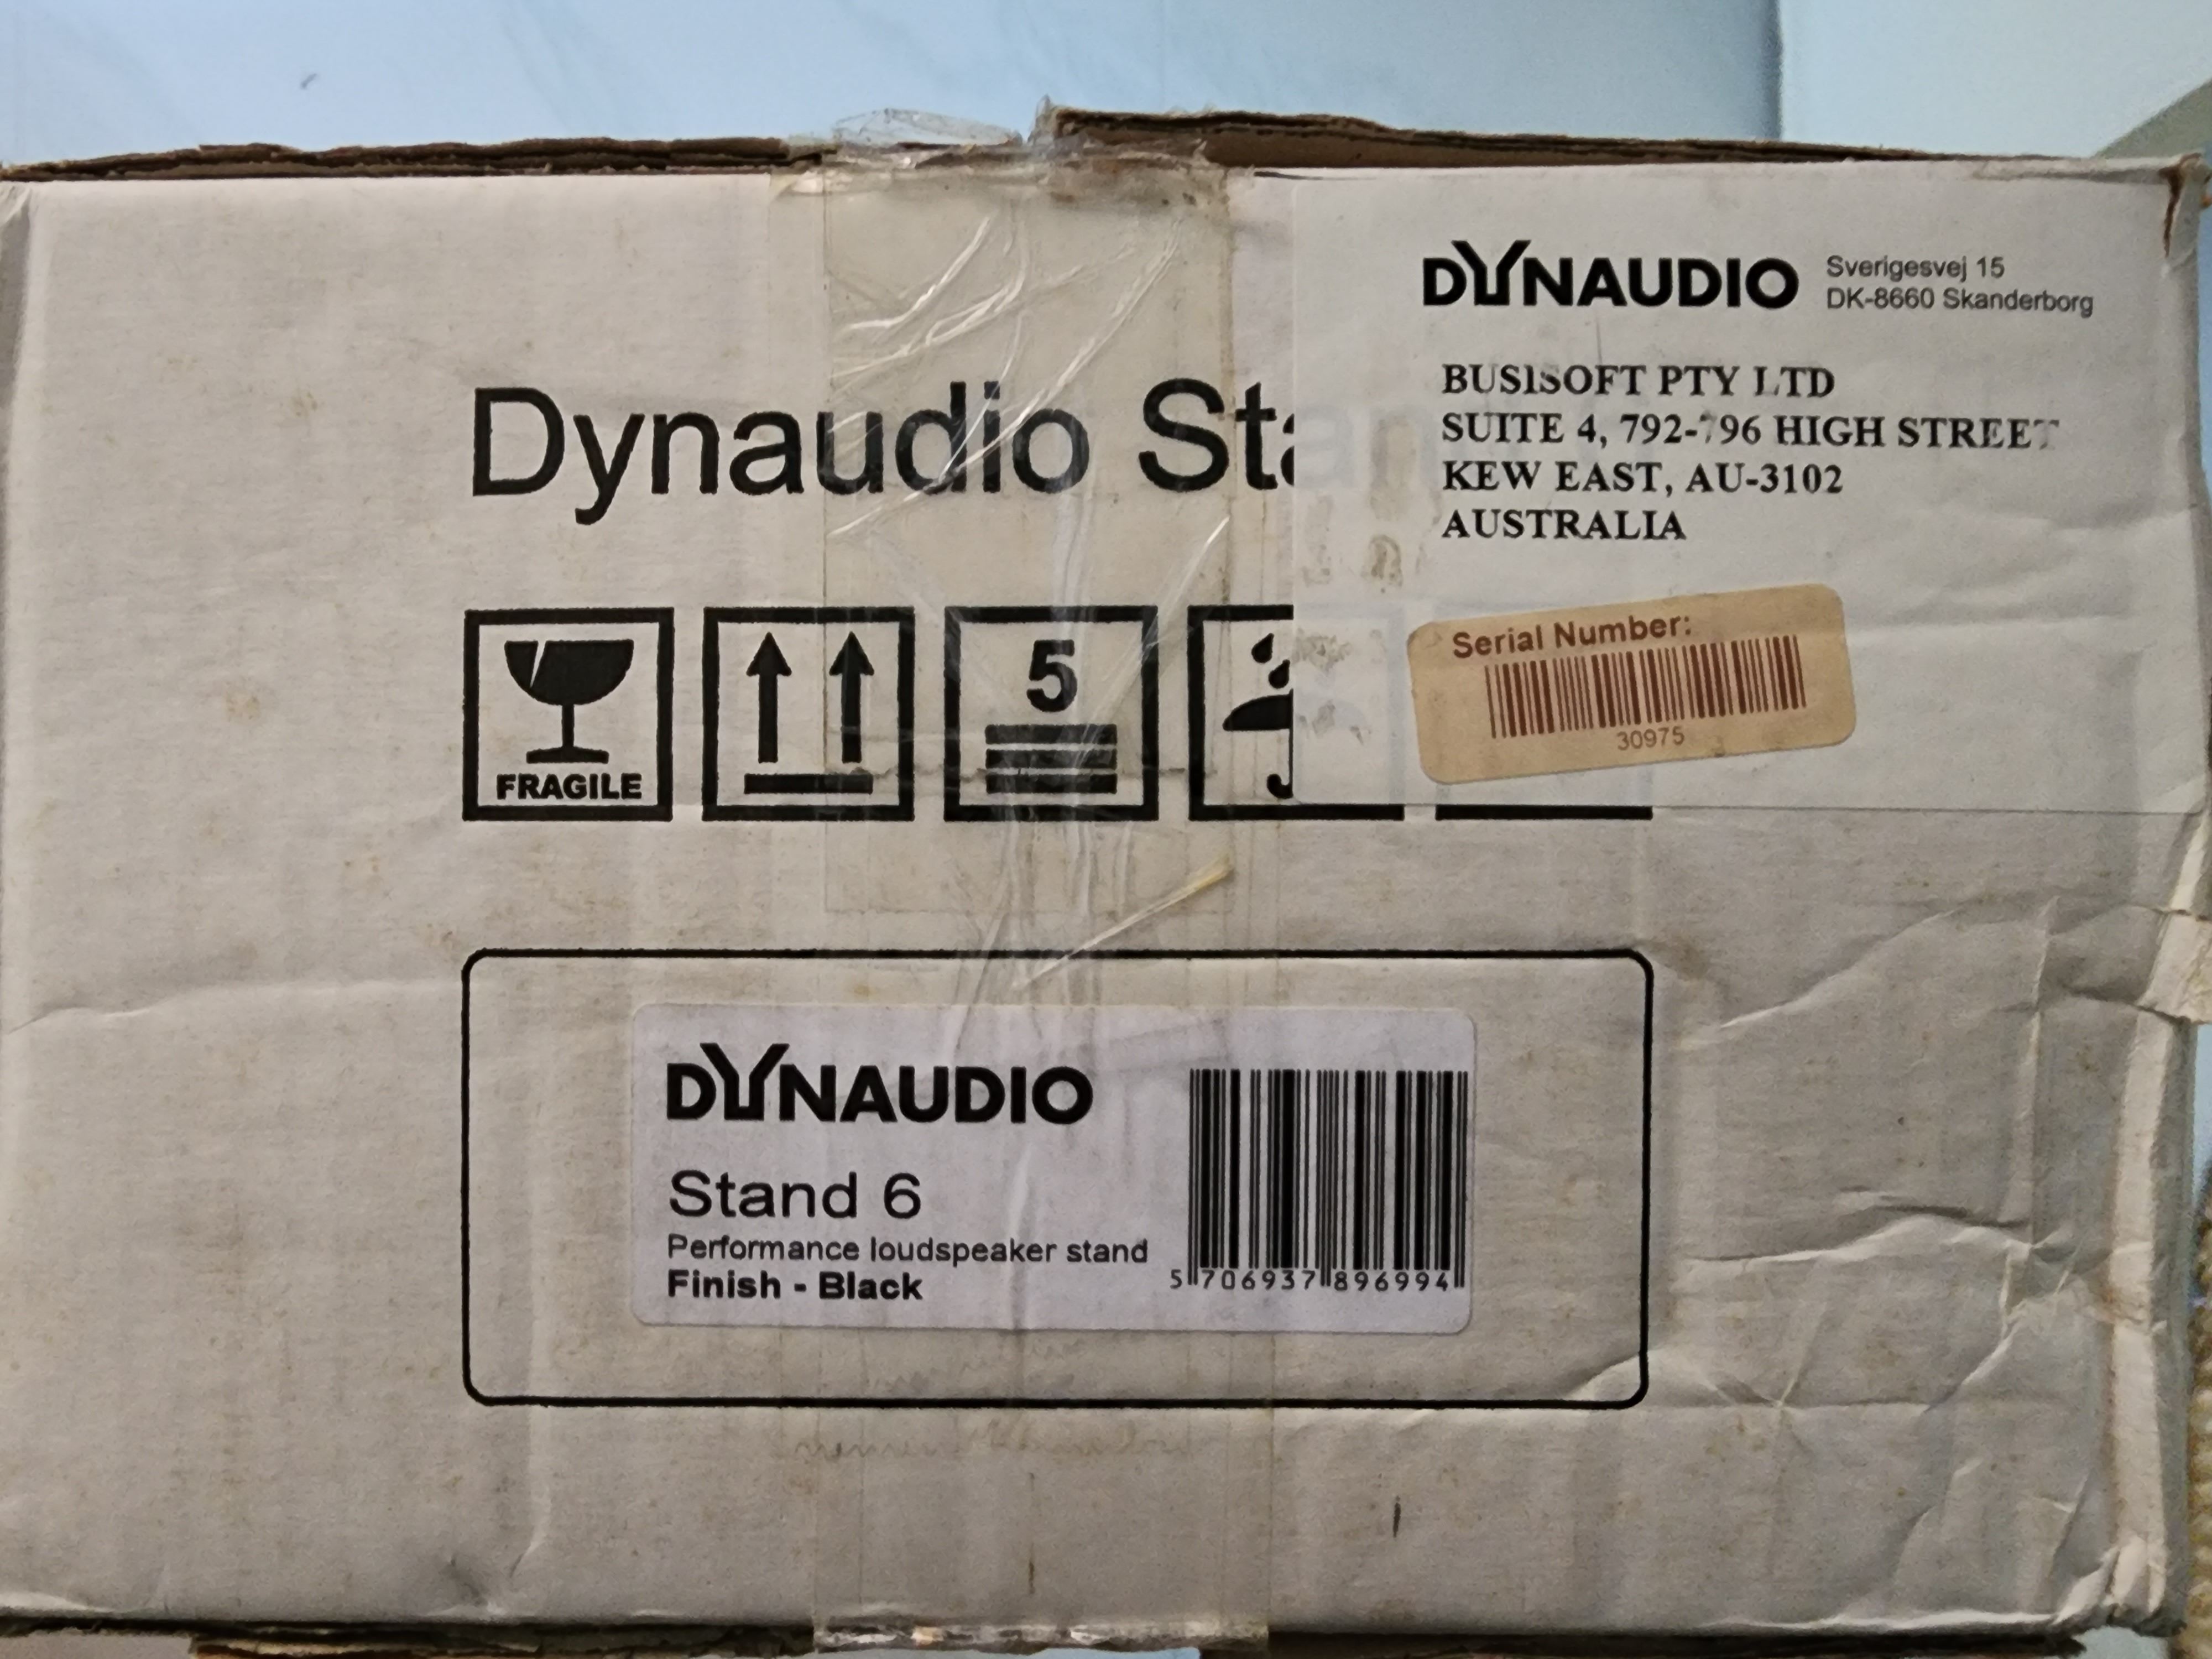 DYNAUDIO
Sverigesvej 15
DK-8660 Skanderborg
BUSISOFT PTY LTD
SUITE 4, 792-796 HIGH STREET
KEW EAST, AU-3102
AUSTRALIA
Dynaudio Stan
Serial Number:
30975
FRAGILE
5
DYNAUDIO
Stand 6
Performance loudspeaker stand
Finish - Black
5 706937 896994